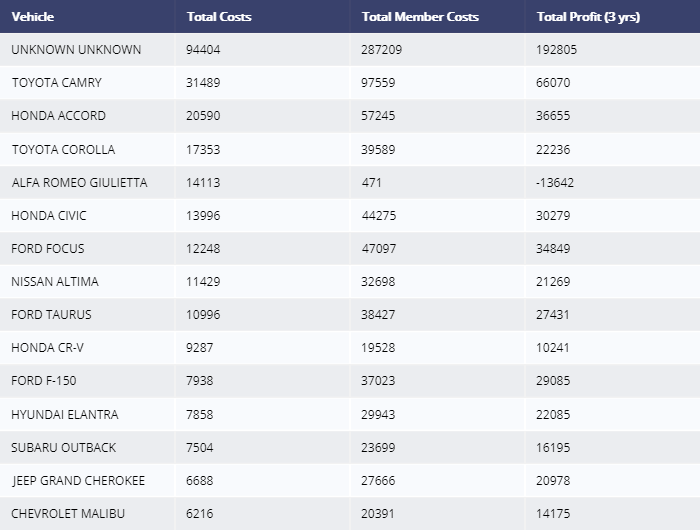 Vehicle Total Costs Total Member Costs Total Profit (3 yrs)
UNKNOWN UNKNOWN 94404 287209 192805
TOYOTA CAMRY 31489 97559 66070
HONDA ACCORD 20590 57245 36655
TOYOTA COROLLA 17353 39589 22236
ALFA ROMEO GIULIETTA 14113 471 -13642
HONDA CIVIC 13996 44275 30279
FORD FOCUS 12248 47097 34849
NISSAN ALTIMA 11429 32698 21269
FORD TAURUS 10996 38427 27431
HONDA CR-V 9287 19528 10241
FORD F-150 7938 37023 29085
HYUNDAI ELANTRA 7858 29943 22085
SUBARU OUTBACK 7504 23699 16195
JEEP GRAND CHEROKEE 6688 27666 20978
CHEVROLET MALIBU 6216 20391 14175